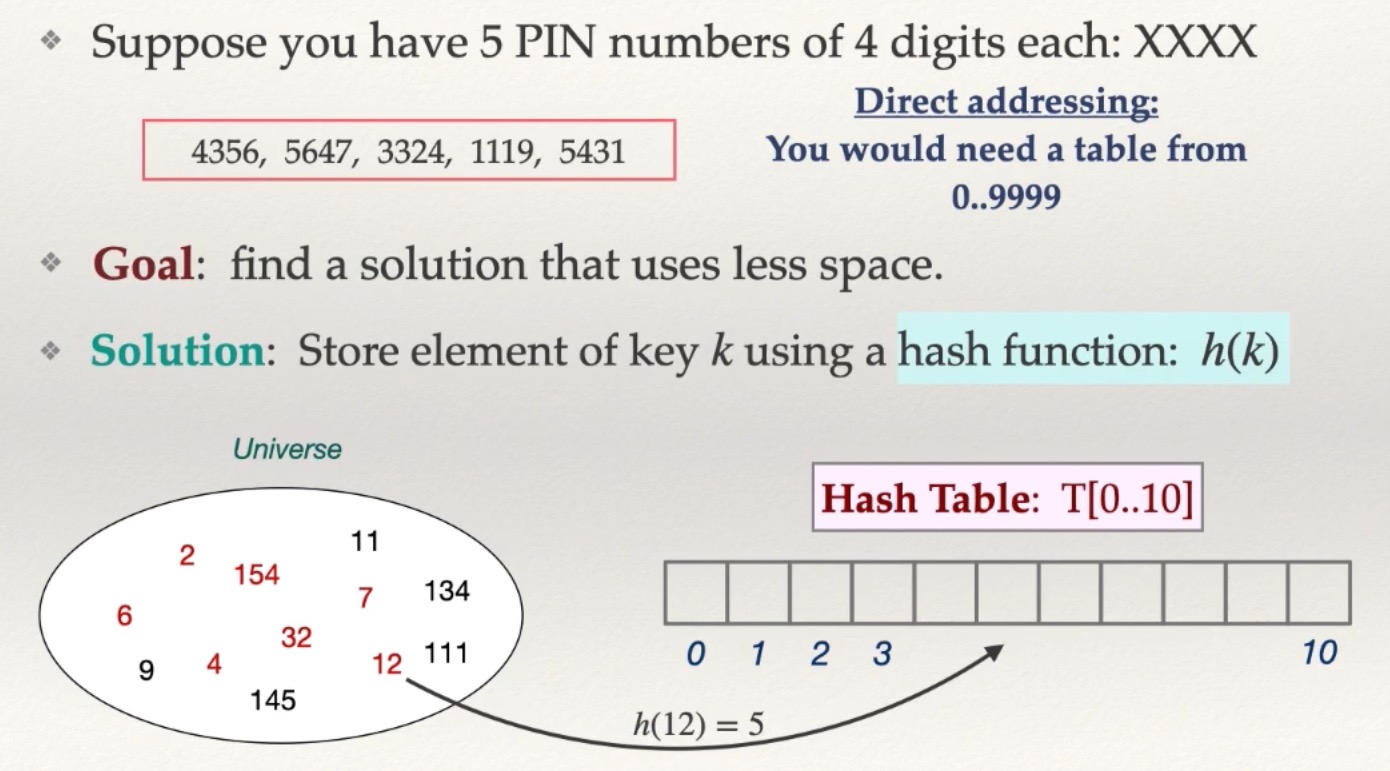 Suppose you have 5 PIN numbers of 4 digits each: XXXX
4356, 5647, 3324, 1119, 5431
Direct addressing:
You would need a table from
0..9999
Goal: find a solution that uses less space.
Solution: Store element of key k using a hash function: h(k)
Universe
11
2
154
7
134
6
32
12
111
9
4
145
Hash Table: T[0..10]
0 1 2 3 10
h(12) = 5